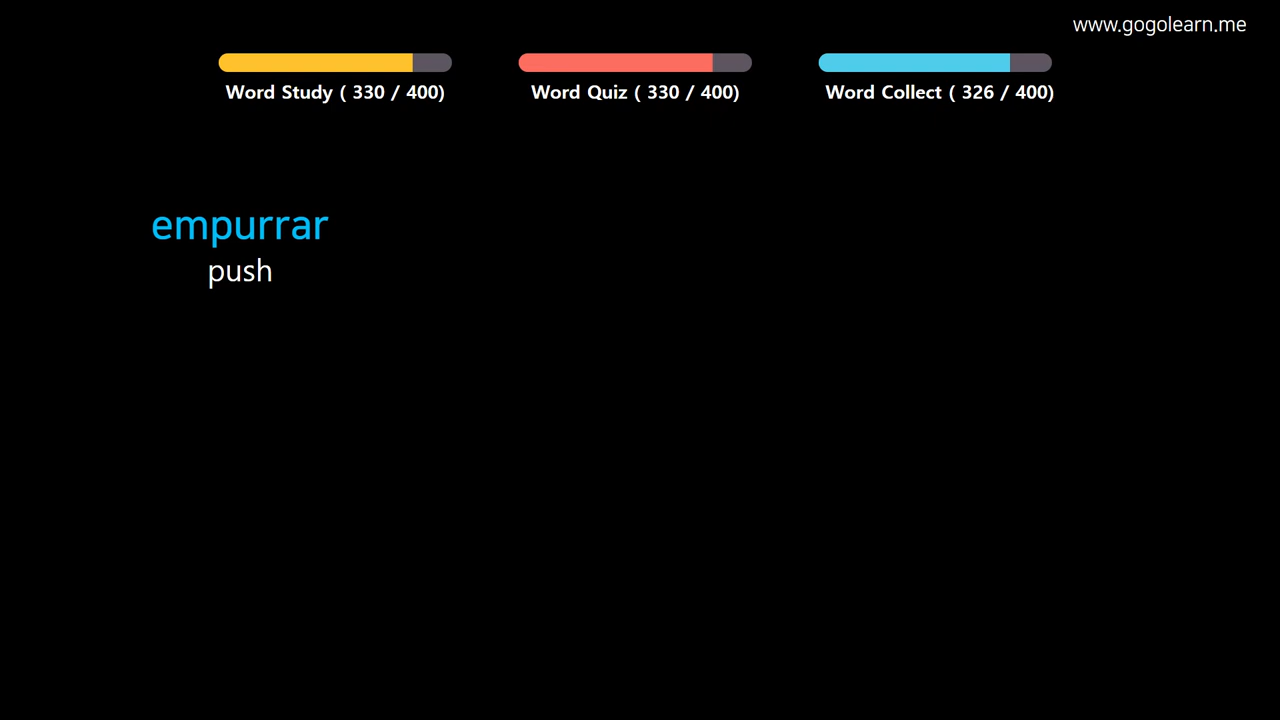 www.gogolearn.me
Word Study ( 330 / 400)
Word Quiz ( 330 / 400)
Word Collect ( 326 / 400)
empurrar
push